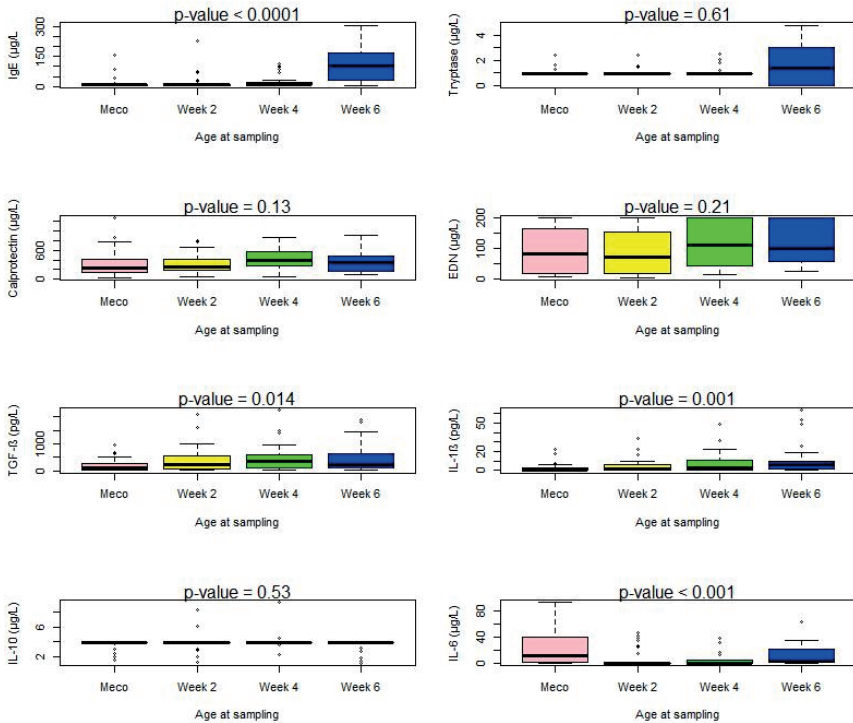 p-value < 0.0001
IgE (µg/L
300
150
0
Meco Week 2 Week 4 Week 6
Age at sampling
p-value = 0.61
Tryptase (µg/L)
4
2
0
Meco Week 2 Week 4 Week 6
Age at sampling
p-value = 0.13
Calprotectin (µg/L)
600
0
Meco Week 2 Week 4 Week 6
Age at sampling
p-value = 0.21
EDN (µg/L)
200
100
0
Meco Week 2 Week 4 Week 6
Age at sampling
p-value = 0.014
TGF-ß (pg/L)
1000
0
Meco Week 2 Week 4 Week 6
Age at sampling
p-value = 0.001
IL-1ß (pg/L)
50
20
0
Meco Week 2 Week 4 Week 6
Age at sampling
p-value = 0.53
IL-10 (µg/L)
6
2
Meco Week 2 Week 4 Week 6
Age at sampling
p-value < 0.001
IL-6 (µg/L)
80
40
0
Meco Week 2 Week 4 Week 6
Age at sampling